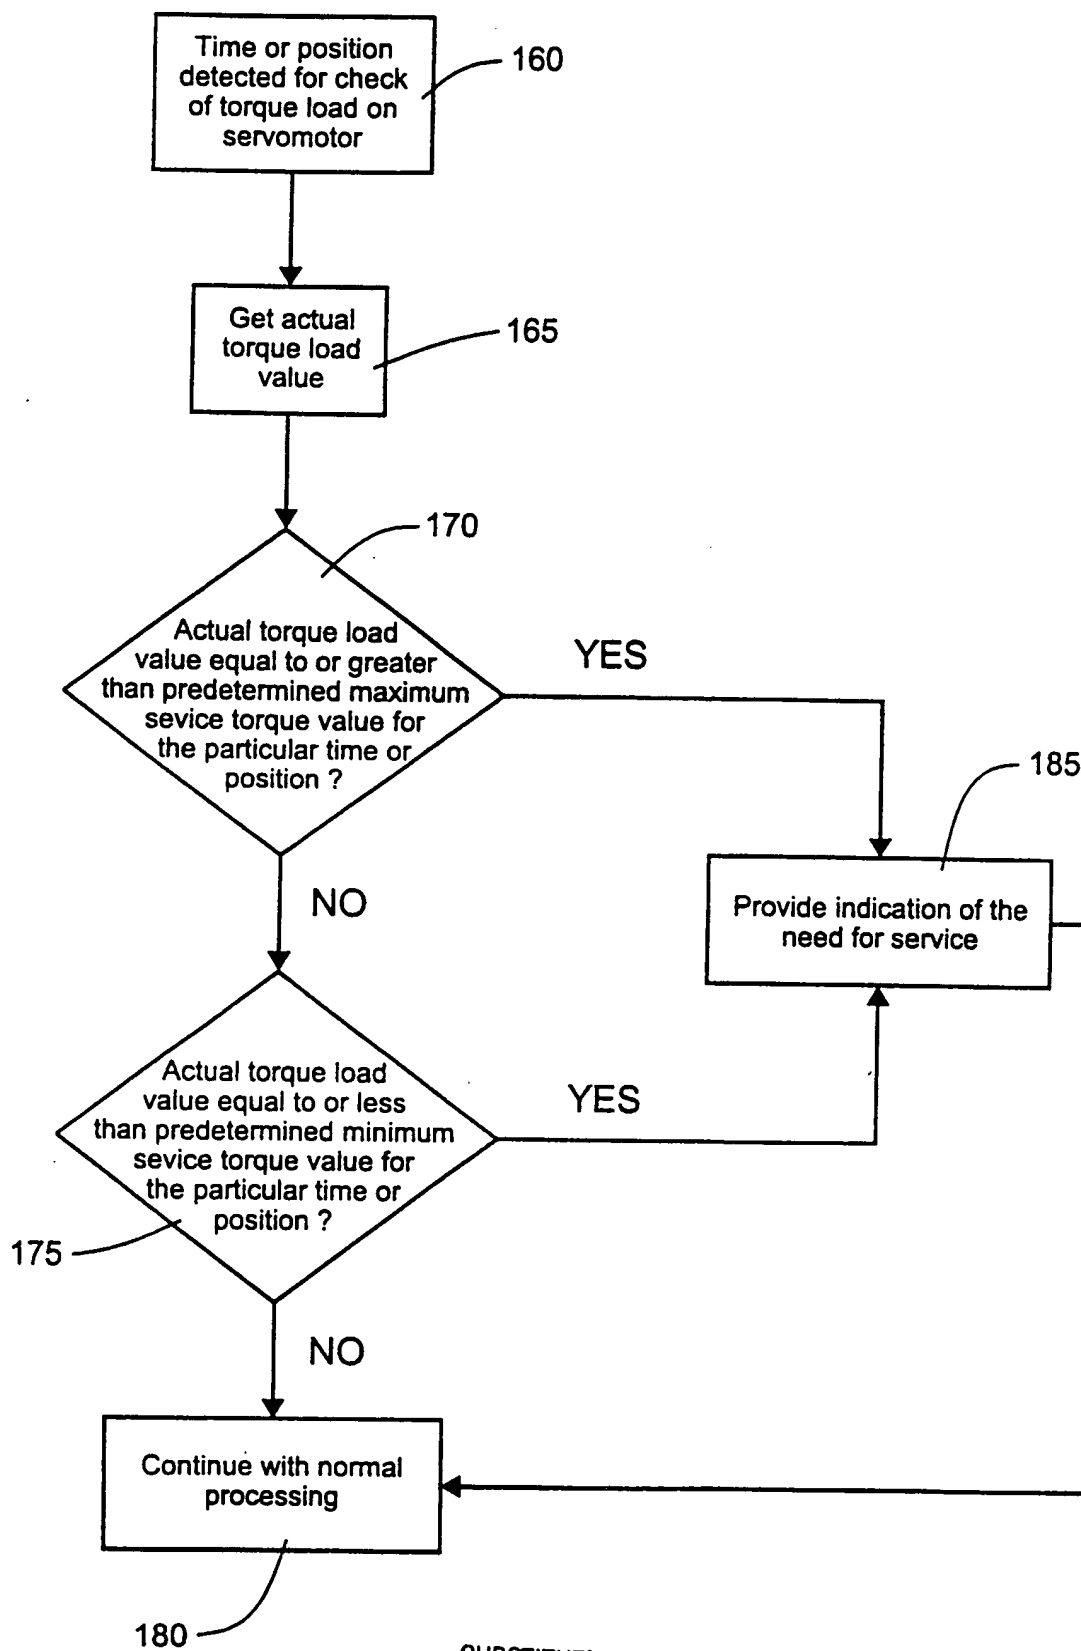 Time or position
detected for check
of torque load on
servomotor
160
Get actual
torque load
value
165
170
Actual torque load
value equal to or greater
than predetermined maximum
sevice torque value for
the particular time or
position ?
YES
185
Provide indication of the
need for service
NO
Actual torque load
value equal to or less
than predetermined minimum
sevice torque value for
the particular time or
position ?
YES
175
NO
Continue with normal
processing
180